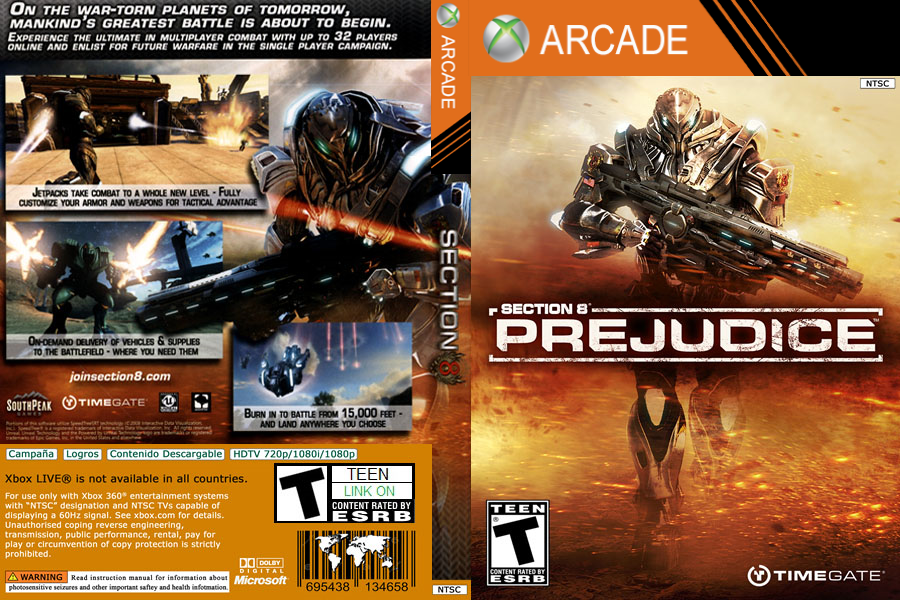 ON THE WAR-TORN PLANETS OF TOMORROW,
MANKIND'S GREATEST BATTLE IS ABOUT TO BEGIN.
EXPERIENCE THE ULTIMATE IN MULTIPLAYER COMBAT WITH UP TO 32 PLAYERS
ONLINE AND ENLIST FOR FUTURE WARFARE IN THE SINGLE PLAYER CAMPAIGN.
JETPACKS TAKE COMBAT TO A WHOLE NEW LEVEL - FULLY
CUSTOMIZE YOUR ARMOR AND WEAPONS FOR TACTICAL ADVANTAGE
ON-DEMAND DELIVERY OF VEHICLES & SUPPLIES
TO THE BATTLEFIELD - WHERE YOU NEED THEM
BURN IN TO BATTLE FROM 15,000 FEET -
AND LAND ANYWHERE YOU CHOOSE
joinsection8.com
SOUTHPEAK
GAMES
TIMEGATE
Campaña
Logros
Contenido Descargable
HDTV 720p/1080i/1080p
Xbox LIVE® is not available in all countries.
For use only with Xbox 360® entertainment systems
with "NTSC" designation and NTSC TVs capable of
displaying a 60Hz signal. See xbox.com for details.
Unauthorised coping reverse engineering,
transmission, public performance, rental, pay for
play or circumvention of copy protection is strictly
prohibited.
WARNING Read instruction manual for information about
photosensitive seizures and other important saftey and health infotmation.
DOLBY
DIGITAL
Microsoft
T
TEEN
LINK ON
CONTENT RATED BY
ESRB
695438 134658
ARCADE
SECTION 8
NTSC
ARCADE
NTSC
SECTION 8®
PREJUDICE™
TEEN
T
®
CONTENT RATED BY
ESRB
TIMEGATE